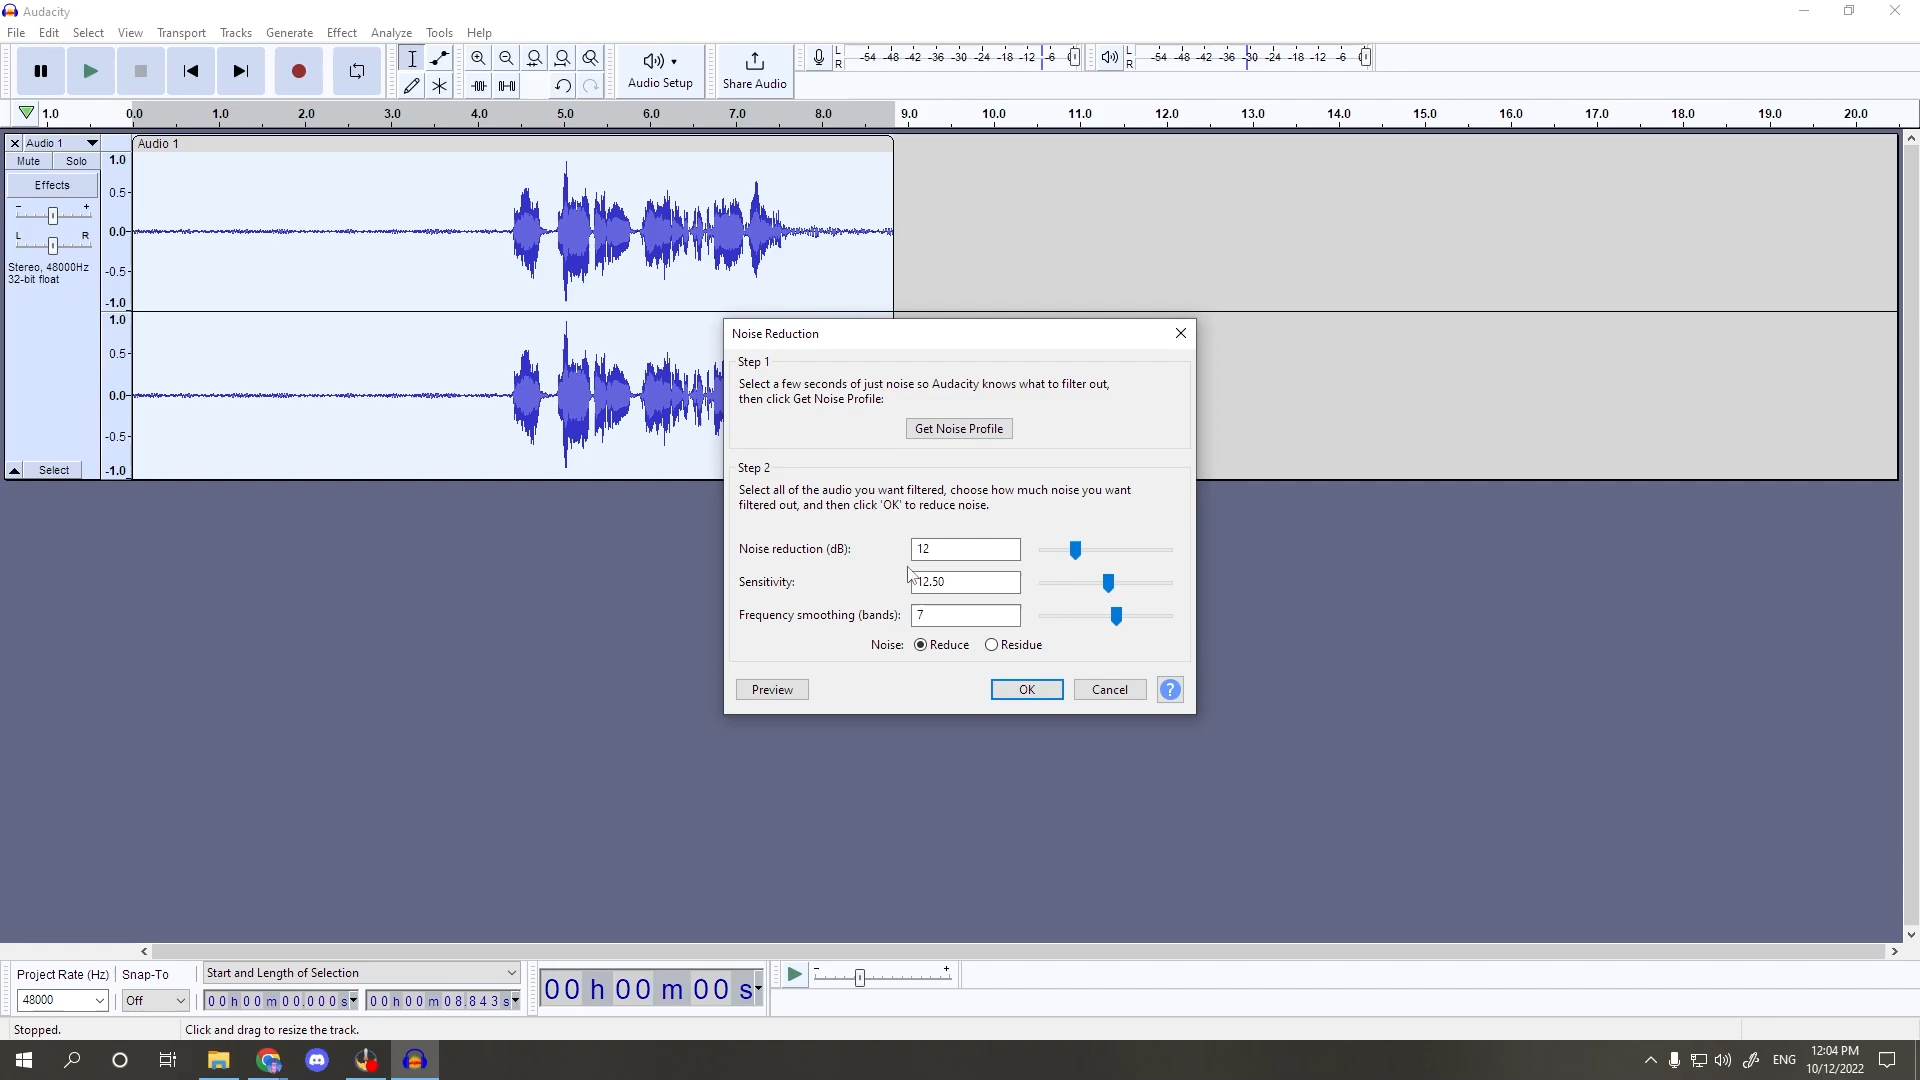 Audacity
File Edit Select View Transport Tracks Generate Effect Analyze Tools Help
Audio Setup
Share Audio
L
R
-54 -48 -42 -36 -30 -24 -18 -12 -6
L
R
-54 -48 -42 -36 -30 -24 -18 -12 -6
1.0 0.0 1.0 2.0 3.0 4.0 5.0 6.0 7.0 8.0 9.0 10.0 11.0 12.0 13.0 14.0 15.0 16.0 17.0 18.0 19.0 20.0
Audio 1
Audio 1
Mute Solo
Effects
- +
L R
Stereo, 48000Hz
32-bit float
Select
1.0
0.5
0.0
-0.5
-1.0
1.0
0.5
0.0
-0.5
-1.0
Noise Reduction
Step 1
Select a few seconds of just noise so Audacity knows what to filter out,
then click Get Noise Profile:
Get Noise Profile
Step 2
Select all of the audio you want filtered, choose how much noise you want
filtered out, and then click 'OK' to reduce noise.
Noise reduction (dB): 12
Sensitivity: 12.50
Frequency smoothing (bands): 7
Noise: Reduce Residue
Preview OK Cancel ?
Project Rate (Hz) Snap-To Start and Length of Selection
48000 Off 00h00m00.000s 00h00m08.843s
00 h 00 m 00 s
- +
Stopped. Click and drag to resize the track.
ENG
12:04 PM
10/12/2022